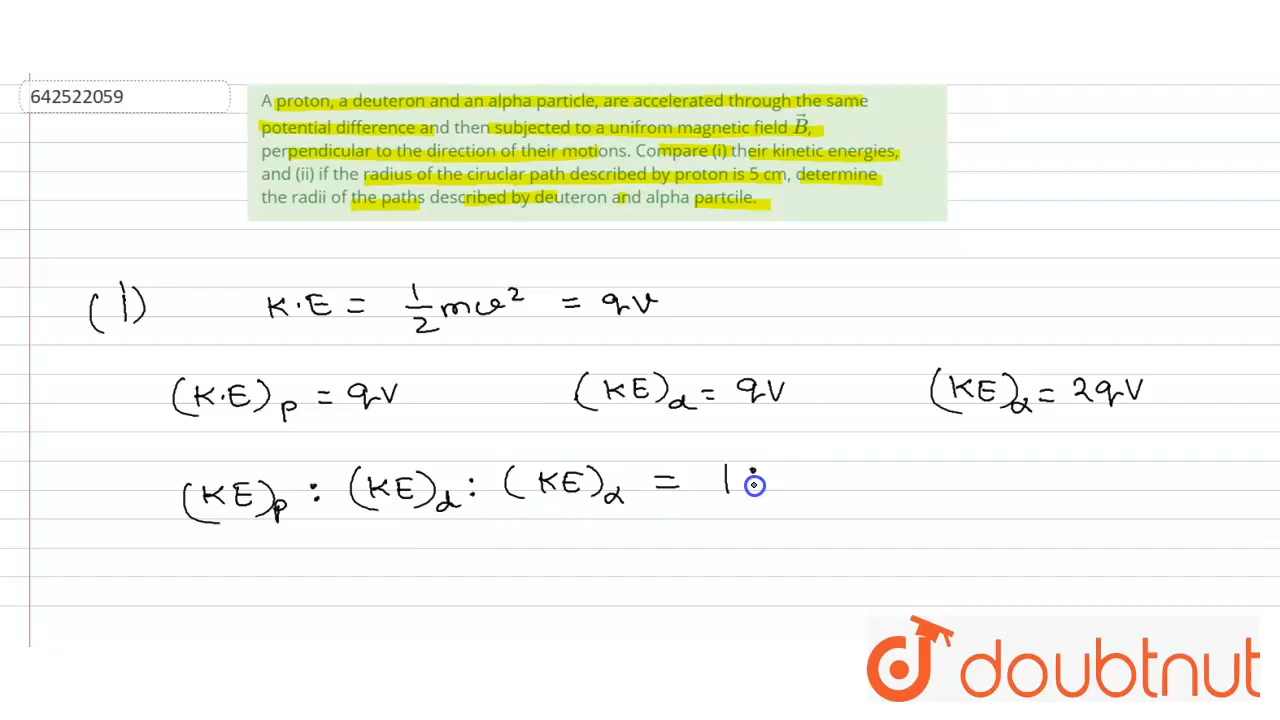 642522059
A proton, a deuteron and an alpha particle, are accelerated through the same
potential difference and then subjected to a unifrom magnetic field \vec{B},
perpendicular to the direction of their motions. Compare (i) their kinetic energies,
and (ii) if the radius of the ciruclar path described by proton is 5 cm, determine
the radii of the paths described by deuteron and alpha partcile.
(1) K.E = 1/2 mv² = qV
(K.E)p = qV (KE)d = qV (KE)α = 2qV
(KE)p : (KE)d : (KE)α = 1 :
doubtnut